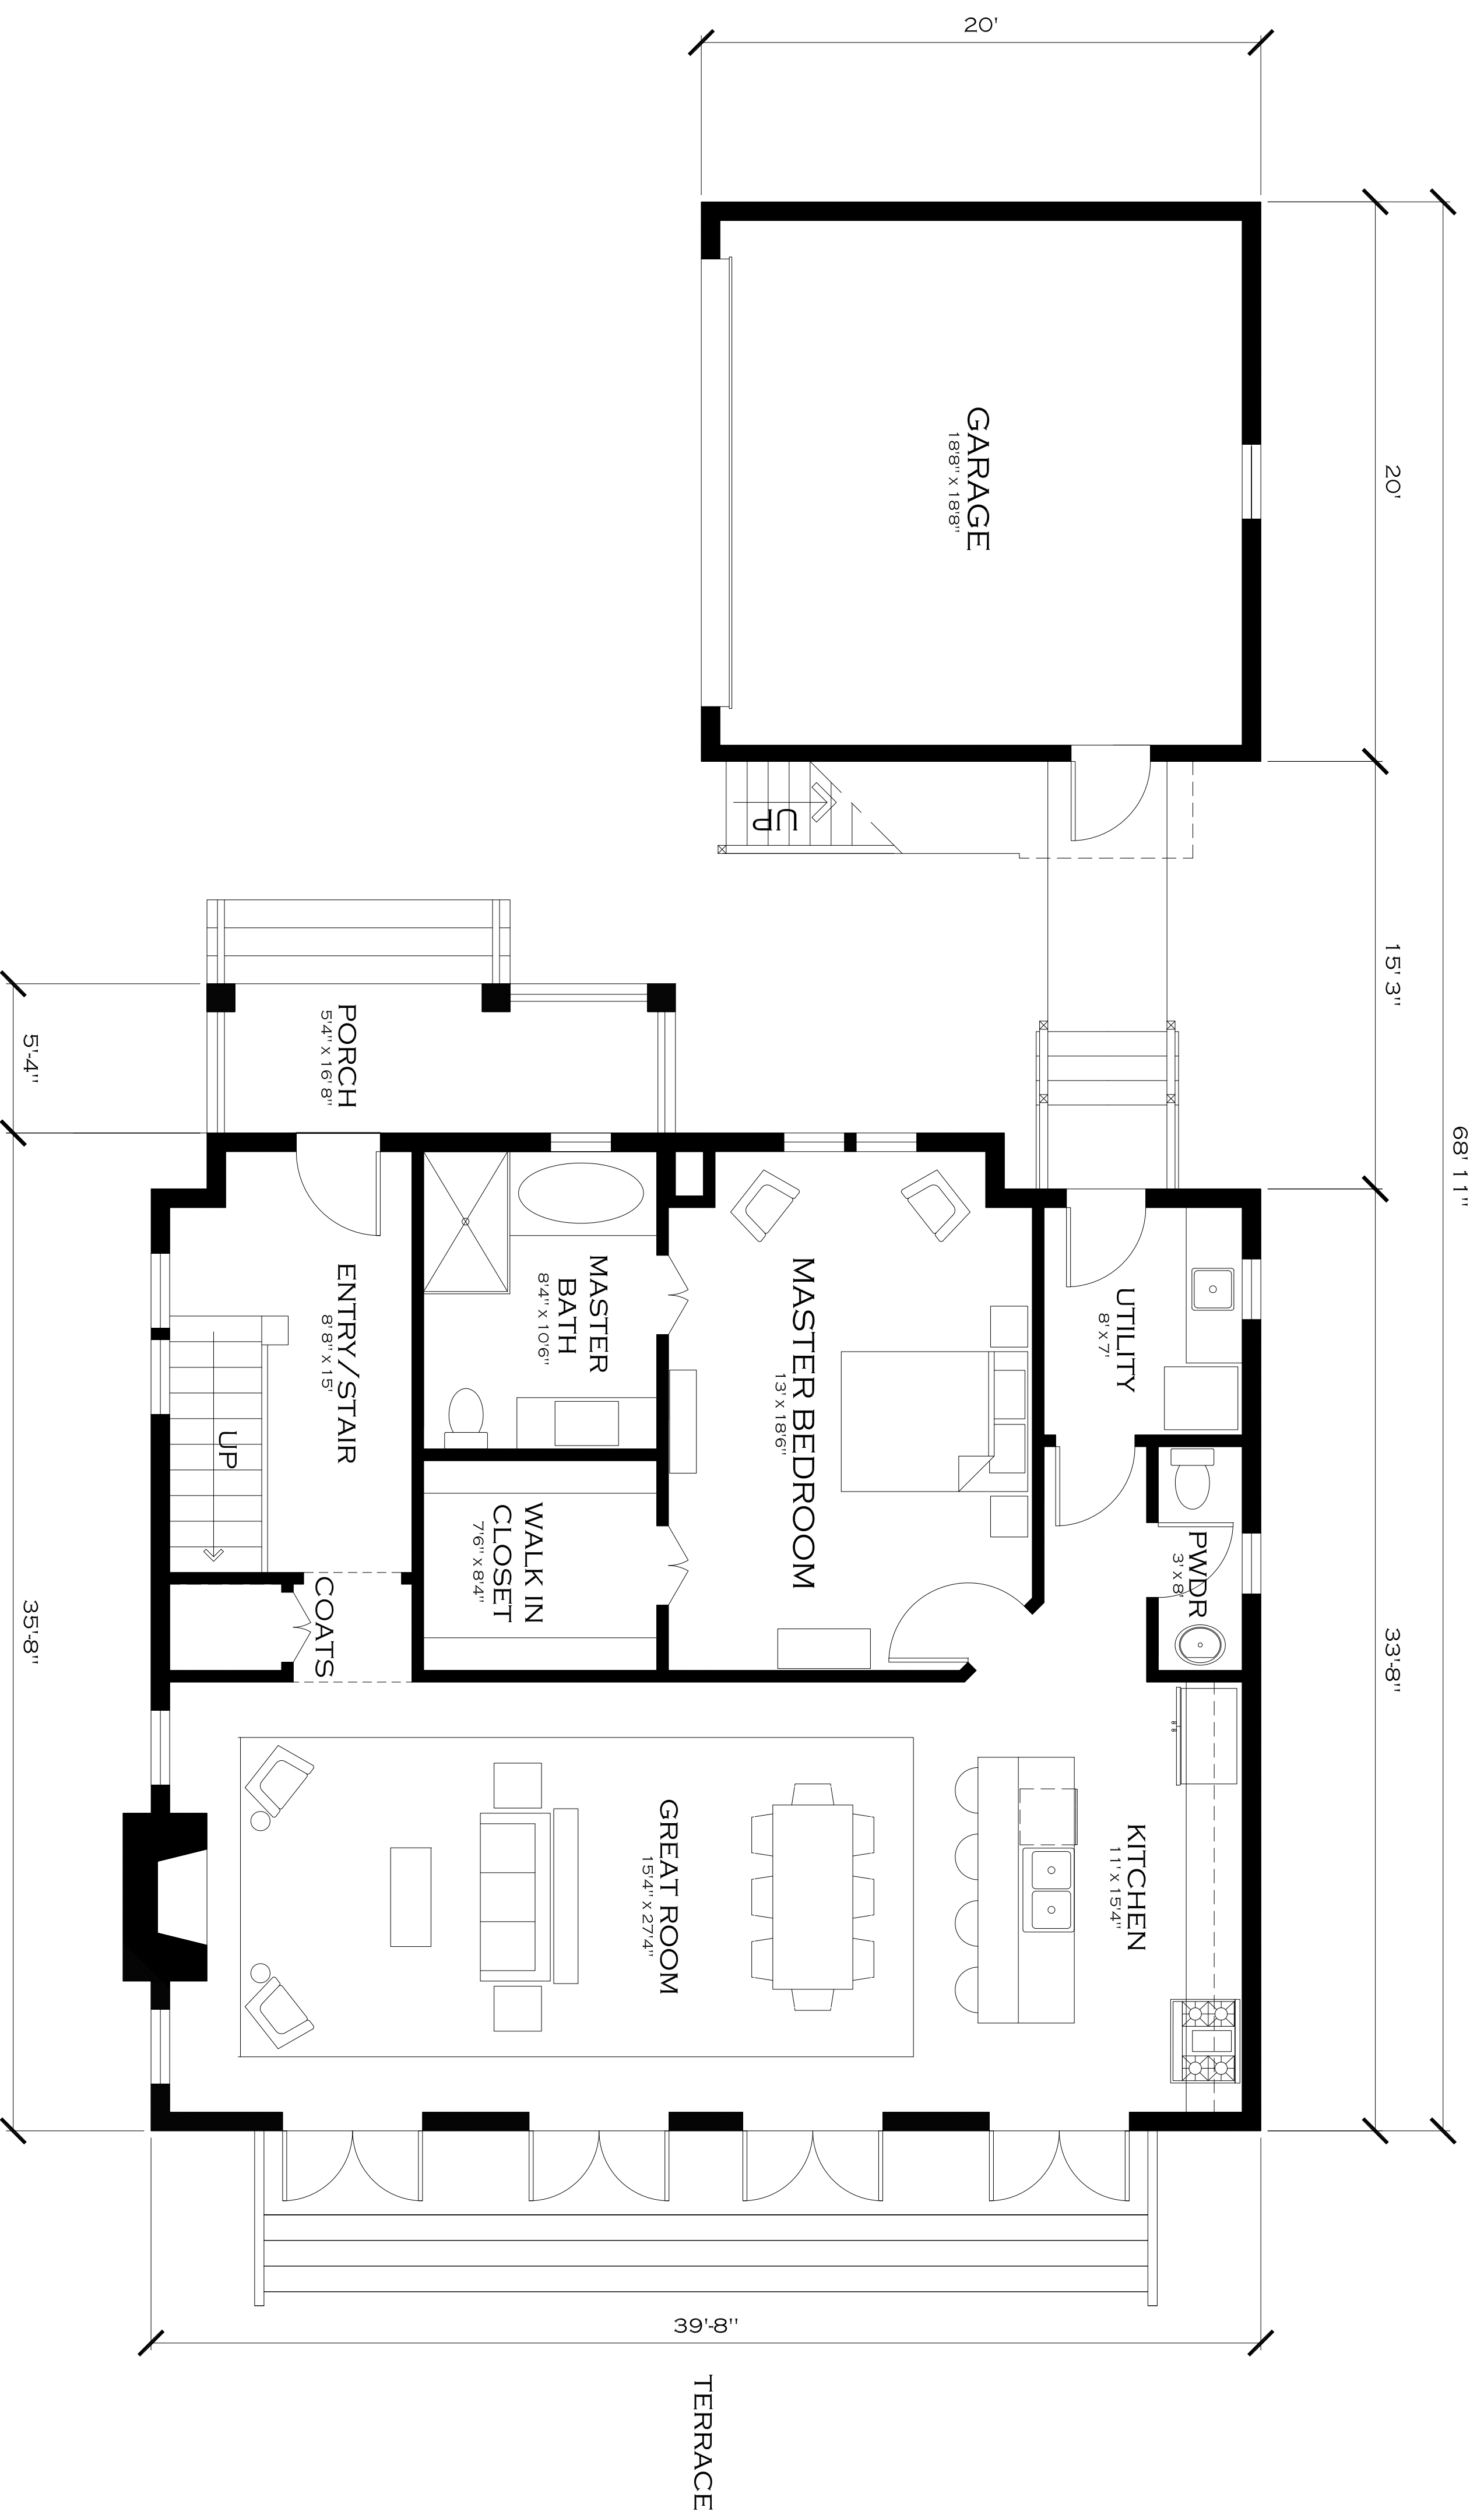 20'
68' 11"
20'
15' 3"
33'-8"
GARAGE
18'8" x 18'8"
UP
PORCH
5'4" x 16' 8"
5'-4"
35'-8"
UTILITY
8' x 7'
PWDR
3' x 8'
MASTER BEDROOM
13' x 18'6"
MASTER
BATH
8'4" x 10'6"
WALK IN
CLOSET
7'6" x 8'4"
ENTRY/STAIR
8' 8" x 15'
UP
COATS
KITCHEN
11' x 15'4"
GREAT ROOM
15'4" x 27'4"
39'-8"
TERRACE